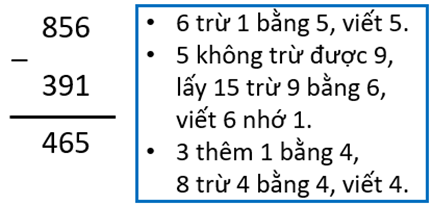 856
–
391
465
• 6 trừ 1 bằng 5, viết 5.
• 5 không trừ được 9,
lấy 15 trừ 9 bằng 6,
viết 6 nhớ 1.
• 3 thêm 1 bằng 4,
8 trừ 4 bằng 4, viết 4.